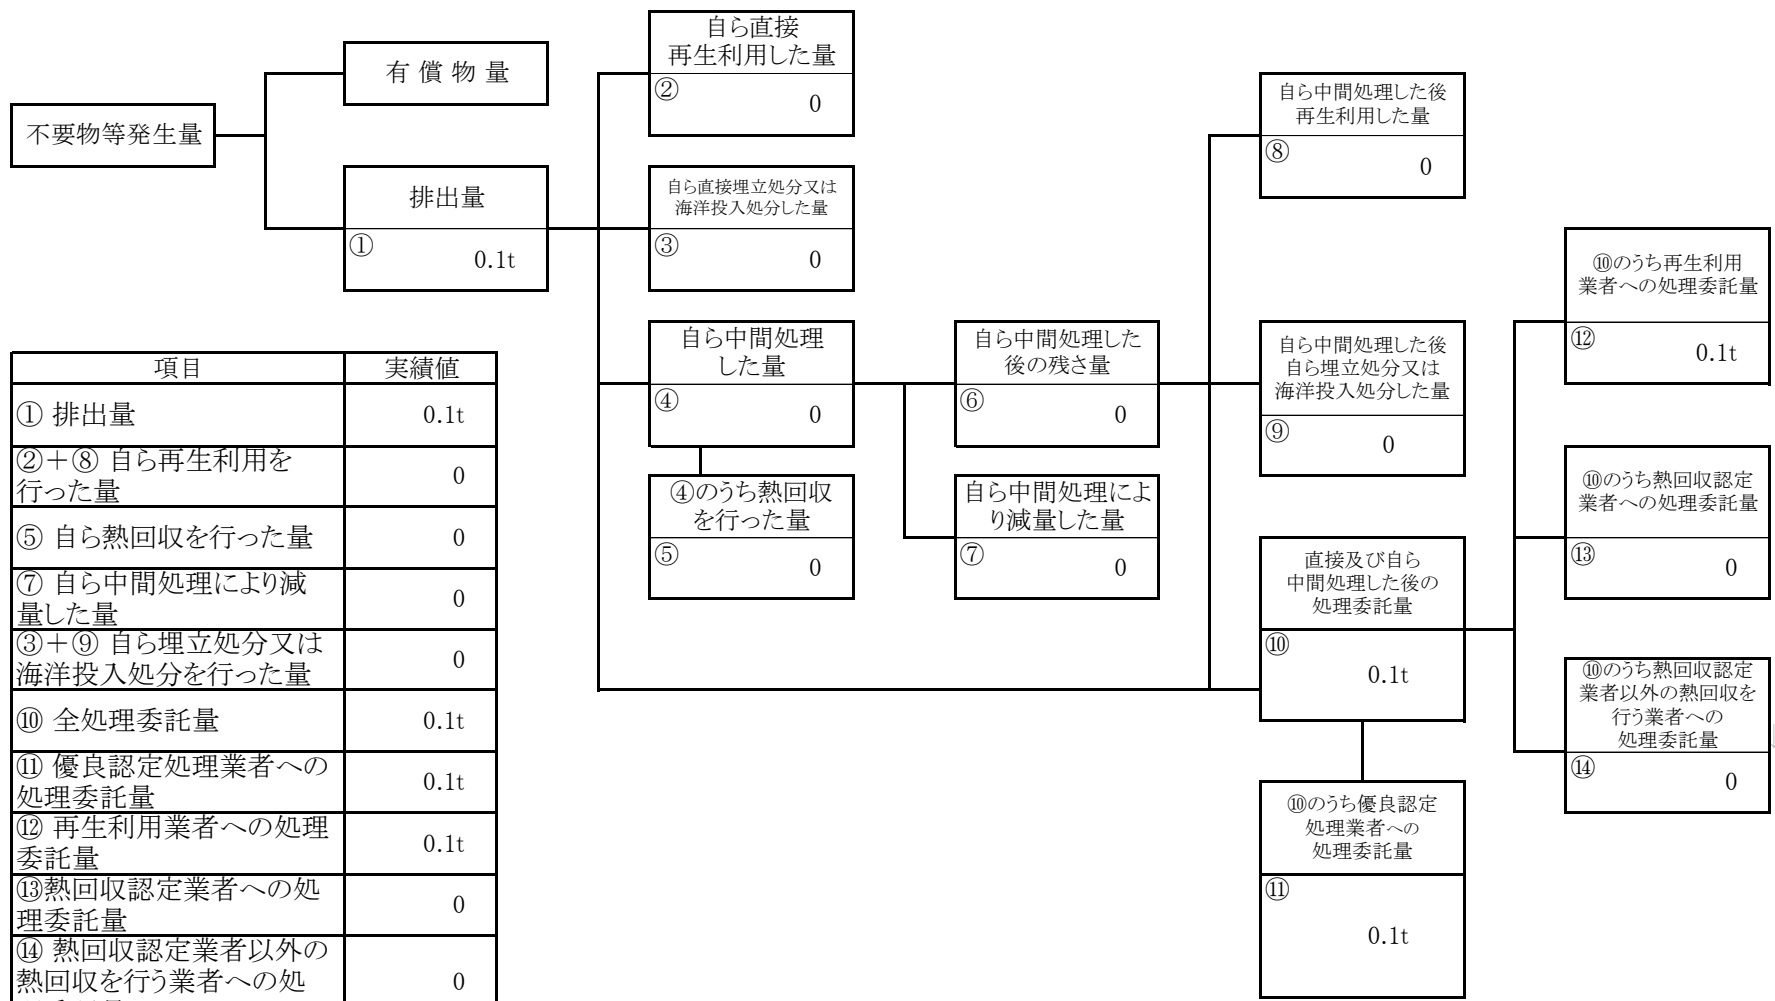 不要物等発生量
有 償 物 量
排出量
①
0.1t
自ら直接
再生利用した量
②
0
自ら直接埋立処分又は
海洋投入処分した量
③
0
自ら中間処理
した量
④
0
④のうち熱回収
を行った量
⑤
0
自ら中間処理した
後の残さ量
⑥
0
自ら中間処理によ
り減量した量
⑦
0
自ら中間処理した後
再生利用した量
⑧
0
自ら中間処理した後
自ら埋立処分又は
海洋投入処分した量
⑨
0
直接及び自ら
中間処理した後の
処理委託量
⑩
0.1t
⑩のうち優良認定
処理業者への
処理委託量
⑪
0.1t
⑩のうち再生利用
業者への処理委託量
⑫
0.1t
⑩のうち熱回収認定
業者への処理委託量
⑬
0
⑩のうち熱回収認定
業者以外の熱回収を
行う業者への
処理委託量
⑭
0
項目 実績値
① 排出量 0.1t
②+⑧ 自ら再生利用を
行った量 0
⑤ 自ら熱回収を行った量 0
⑦ 自ら中間処理により減
量した量 0
③+⑨ 自ら埋立処分又は
海洋投入処分を行った量 0
⑩ 全処理委託量 0.1t
⑪ 優良認定処理業者への
処理委託量 0.1t
⑫ 再生利用業者への処理
委託量 0.1t
⑬熱回収認定業者への処
理委託量 0
⑭ 熱回収認定業者以外の
熱回収を行う業者への処 0